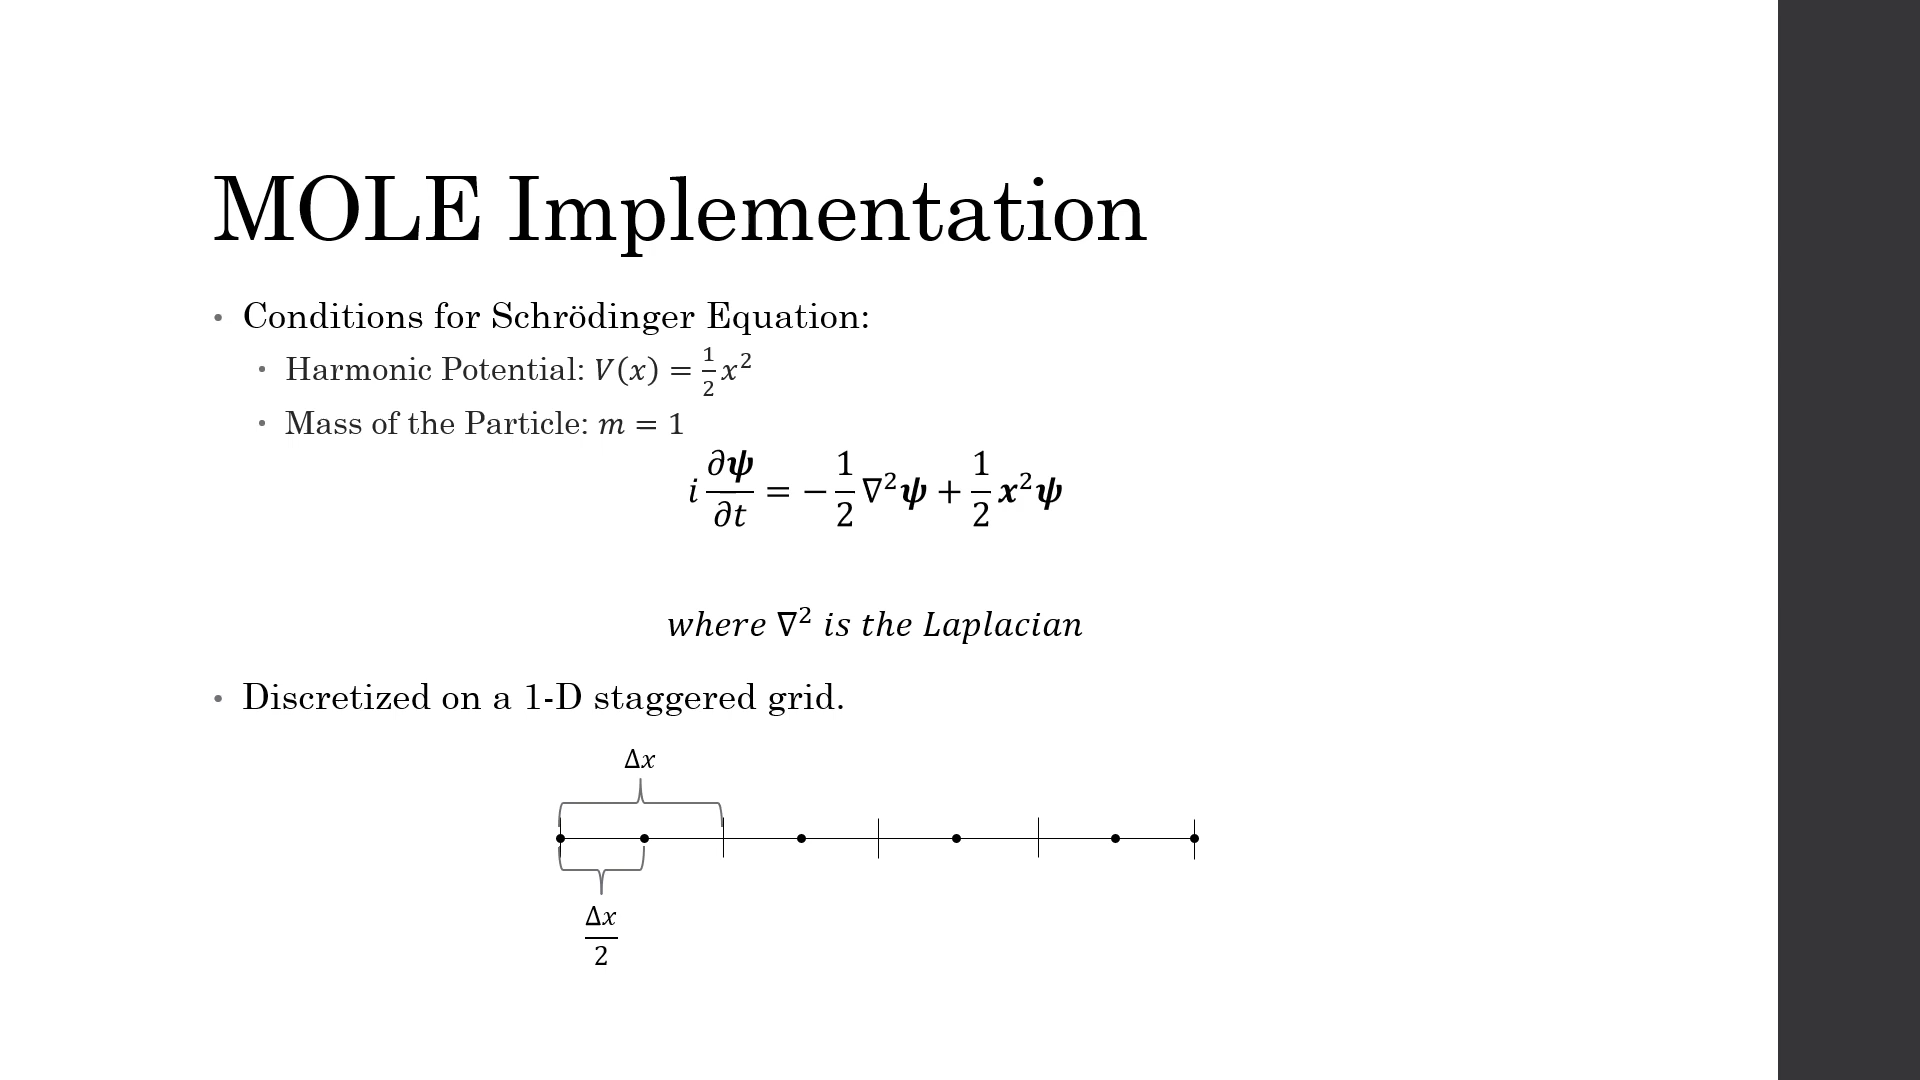 MOLE Implementation
• Conditions for Schrödinger Equation:
• Harmonic Potential: V(x) = 1/2 x²
• Mass of the Particle: m = 1
i ∂ψ/∂t = −1/2 ∇²ψ + 1/2 x²ψ
where ∇² is the Laplacian
• Discretized on a 1-D staggered grid.
Δx
Δx/2